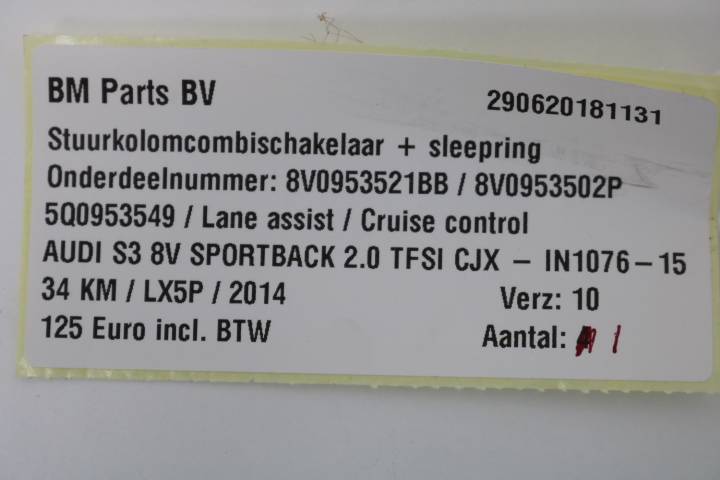 BM Parts BV 290620181131
Stuurkolomcombischakelaar + sleepring
Onderdeelnummer: 8V0953521BB / 8V0953502P
5Q0953549 / Lane assist / Cruise control
AUDI S3 8V SPORTBACK 2.0 TFSI CJX – IN1076–15
34 KM / LX5P / 2014 Verz: 10
125 Euro incl. BTW Aantal: 1